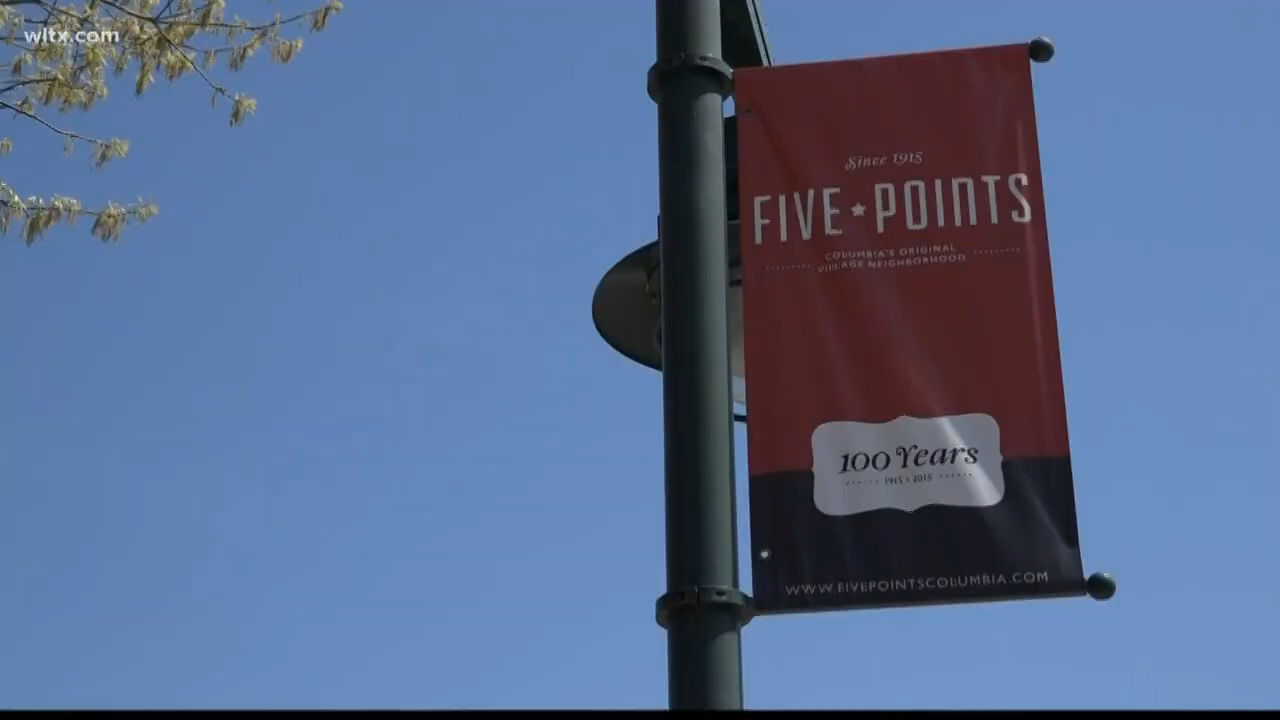 wltx.com
Since 1915
FIVE ★ POINTS
COLUMBIA'S ORIGINAL
VILLAGE NEIGHBORHOOD
100 Years
1915 • 2015
WWW.FIVEPOINTSCOLUMBIA.COM